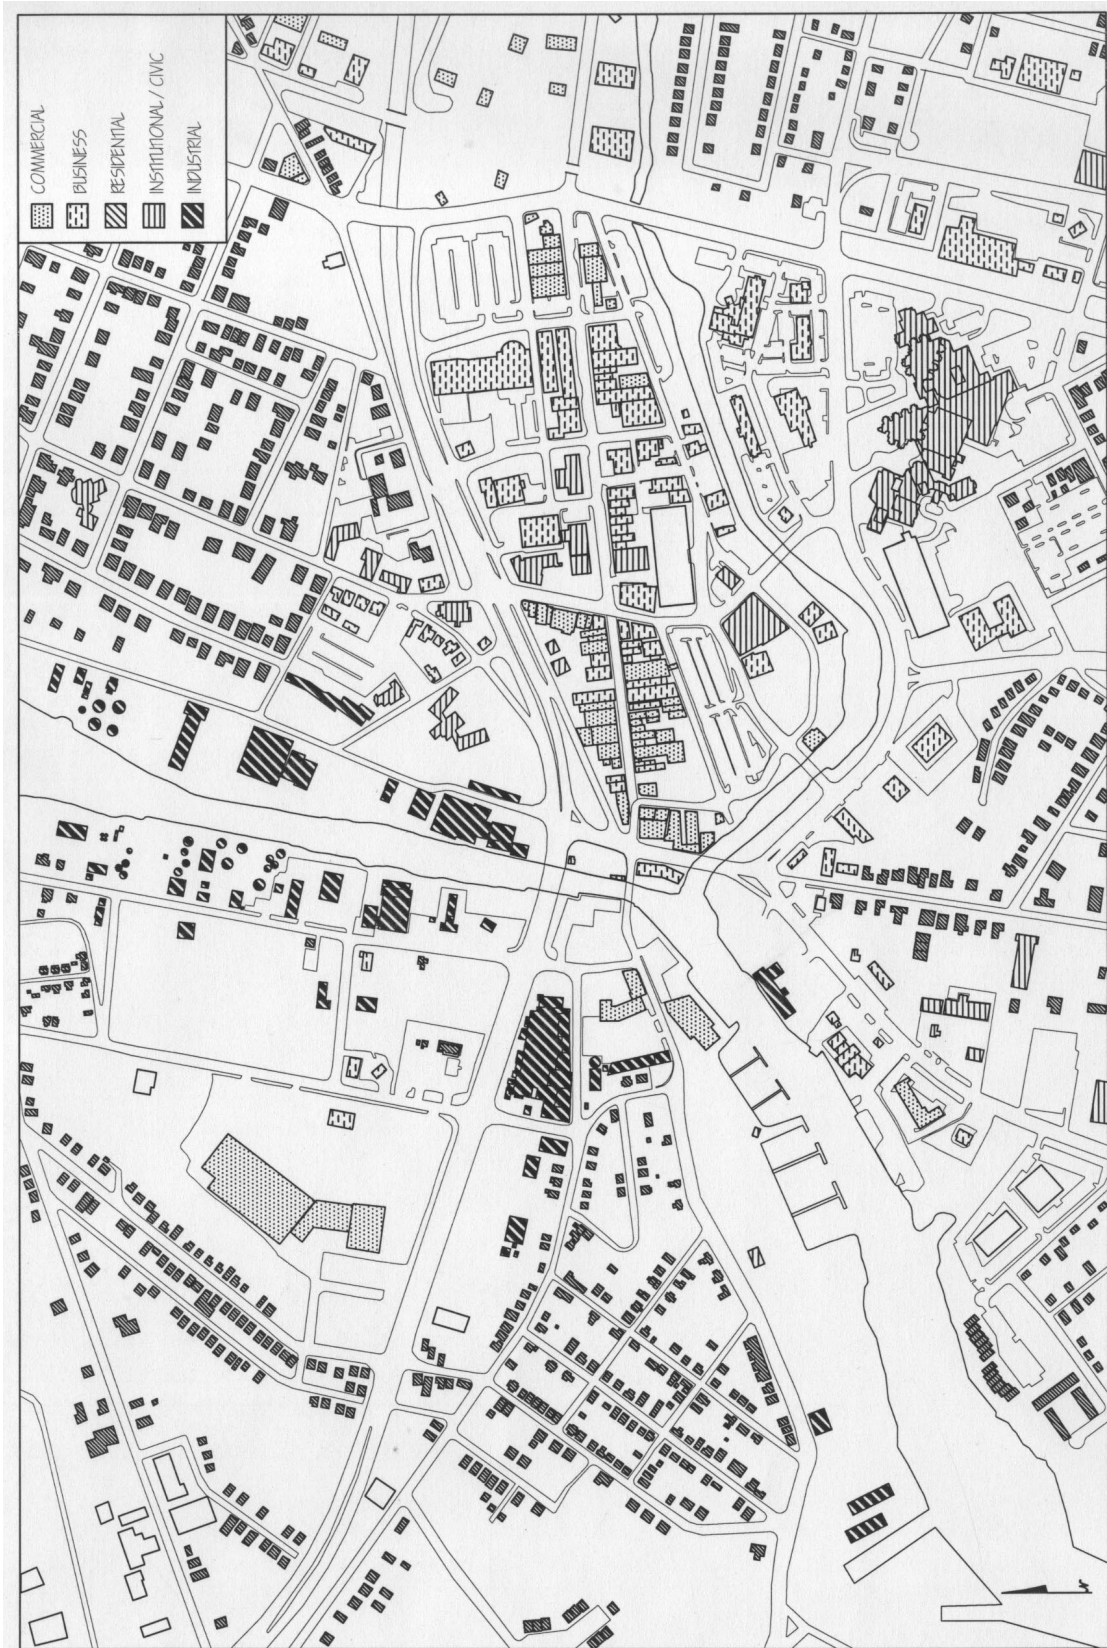 COMMERCIAL
BUSINESS
RESIDENTIAL
INSTITUTIONAL / CIVIC
INDUSTRIAL
N